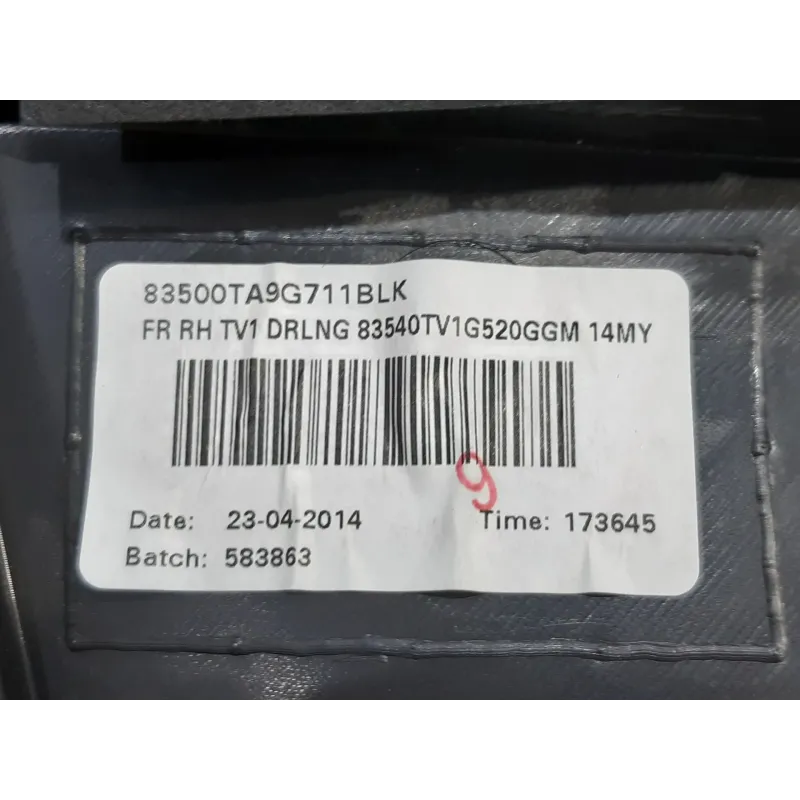 83500TA9G711BLK
FR RH TV1 DRLNG 83540TV1G520GGM 14MY
9
Date: 23-04-2014 Time: 173645
Batch: 583863